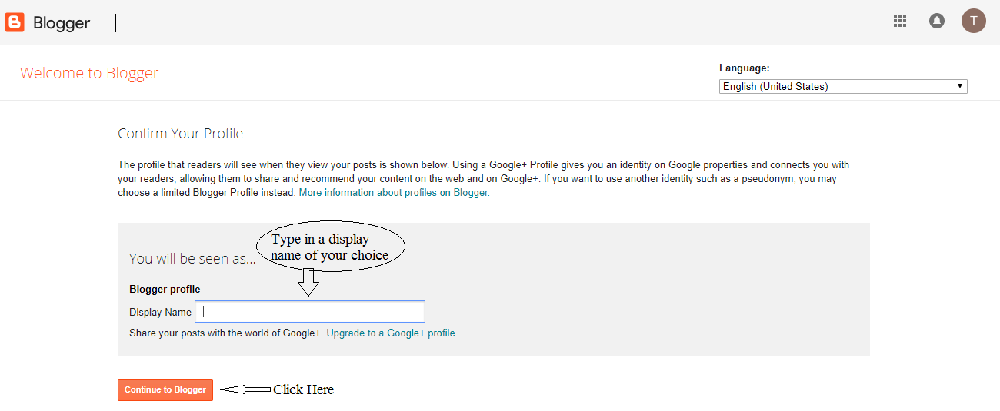 Blogger
T
Welcome to Blogger
Language:
English (United States)
Confirm Your Profile
The profile that readers will see when they view your posts is shown below. Using a Google+ Profile gives you an identity on Google properties and connects you with
your readers, allowing them to share and recommend your content on the web and on Google+. If you want to use another identity such as a pseudonym, you may
choose a limited Blogger Profile instead. More information about profiles on Blogger.
Type in a display
name of your choice
You will be seen as...
Blogger profile
Display Name
Share your posts with the world of Google+. Upgrade to a Google+ profile
Continue to Blogger
Click Here